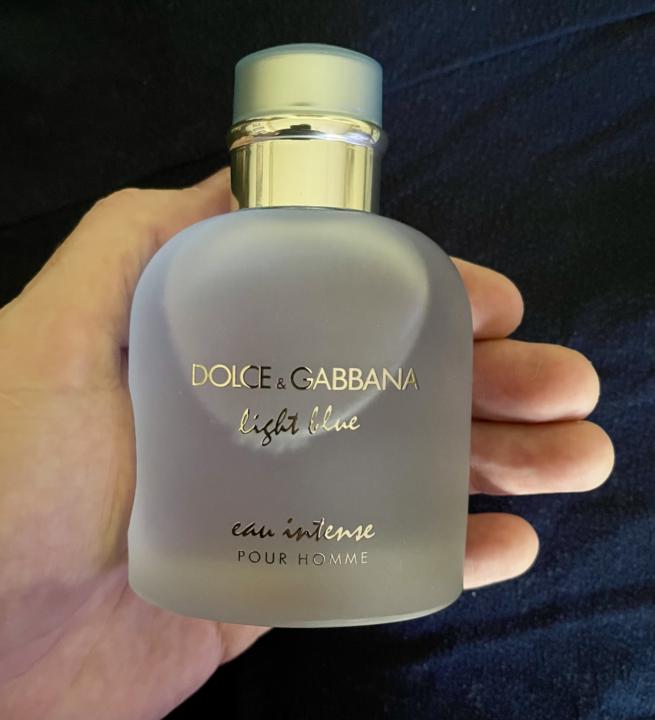 DOLCE & GABBANA
light blue
eau intense
POUR HOMME